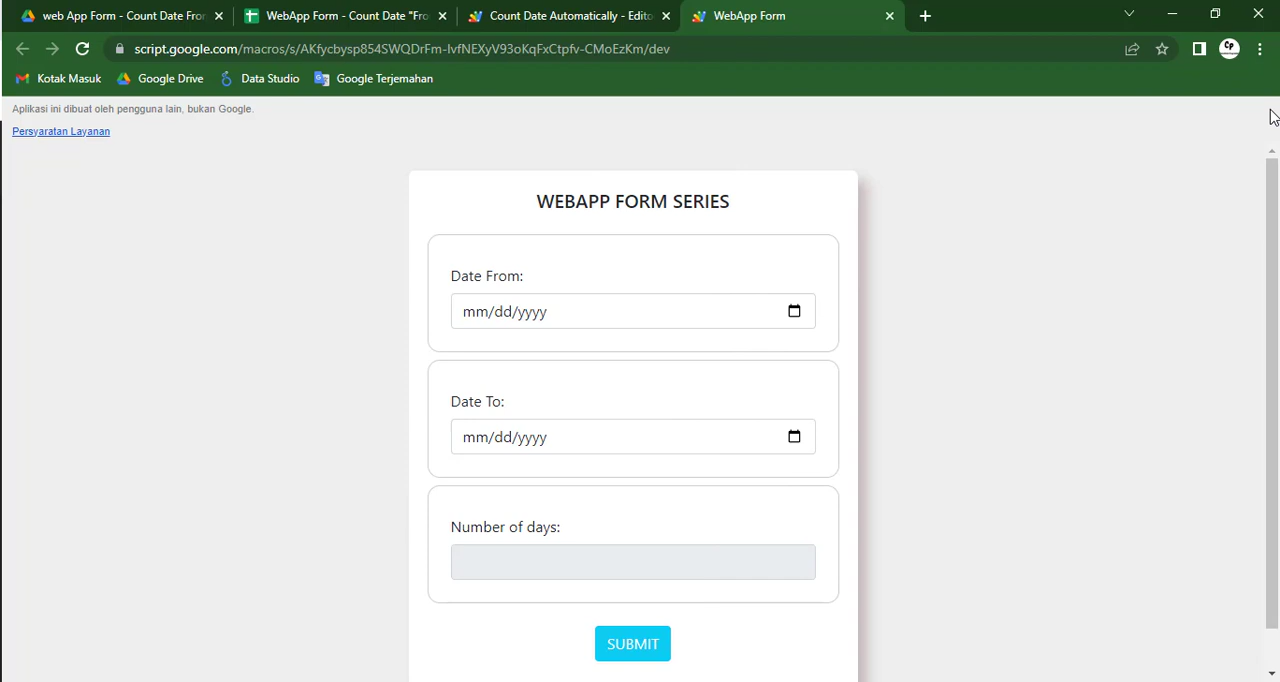 web App Form - Count Date Fro
WebApp Form - Count Date "Fro
Count Date Automatically - Edito
WebApp Form
script.google.com/macros/s/AKfycbysp854SWQDrFm-lvfNEXyV93oKqFxCtpfv-CMoEzKm/dev
Kotak Masuk
Google Drive
Data Studio
Google Terjemahan
Aplikasi ini dibuat oleh pengguna lain, bukan Google.
Persyaratan Layanan
WEBAPP FORM SERIES
Date From:
mm/dd/yyyy
Date To:
mm/dd/yyyy
Number of days:
SUBMIT